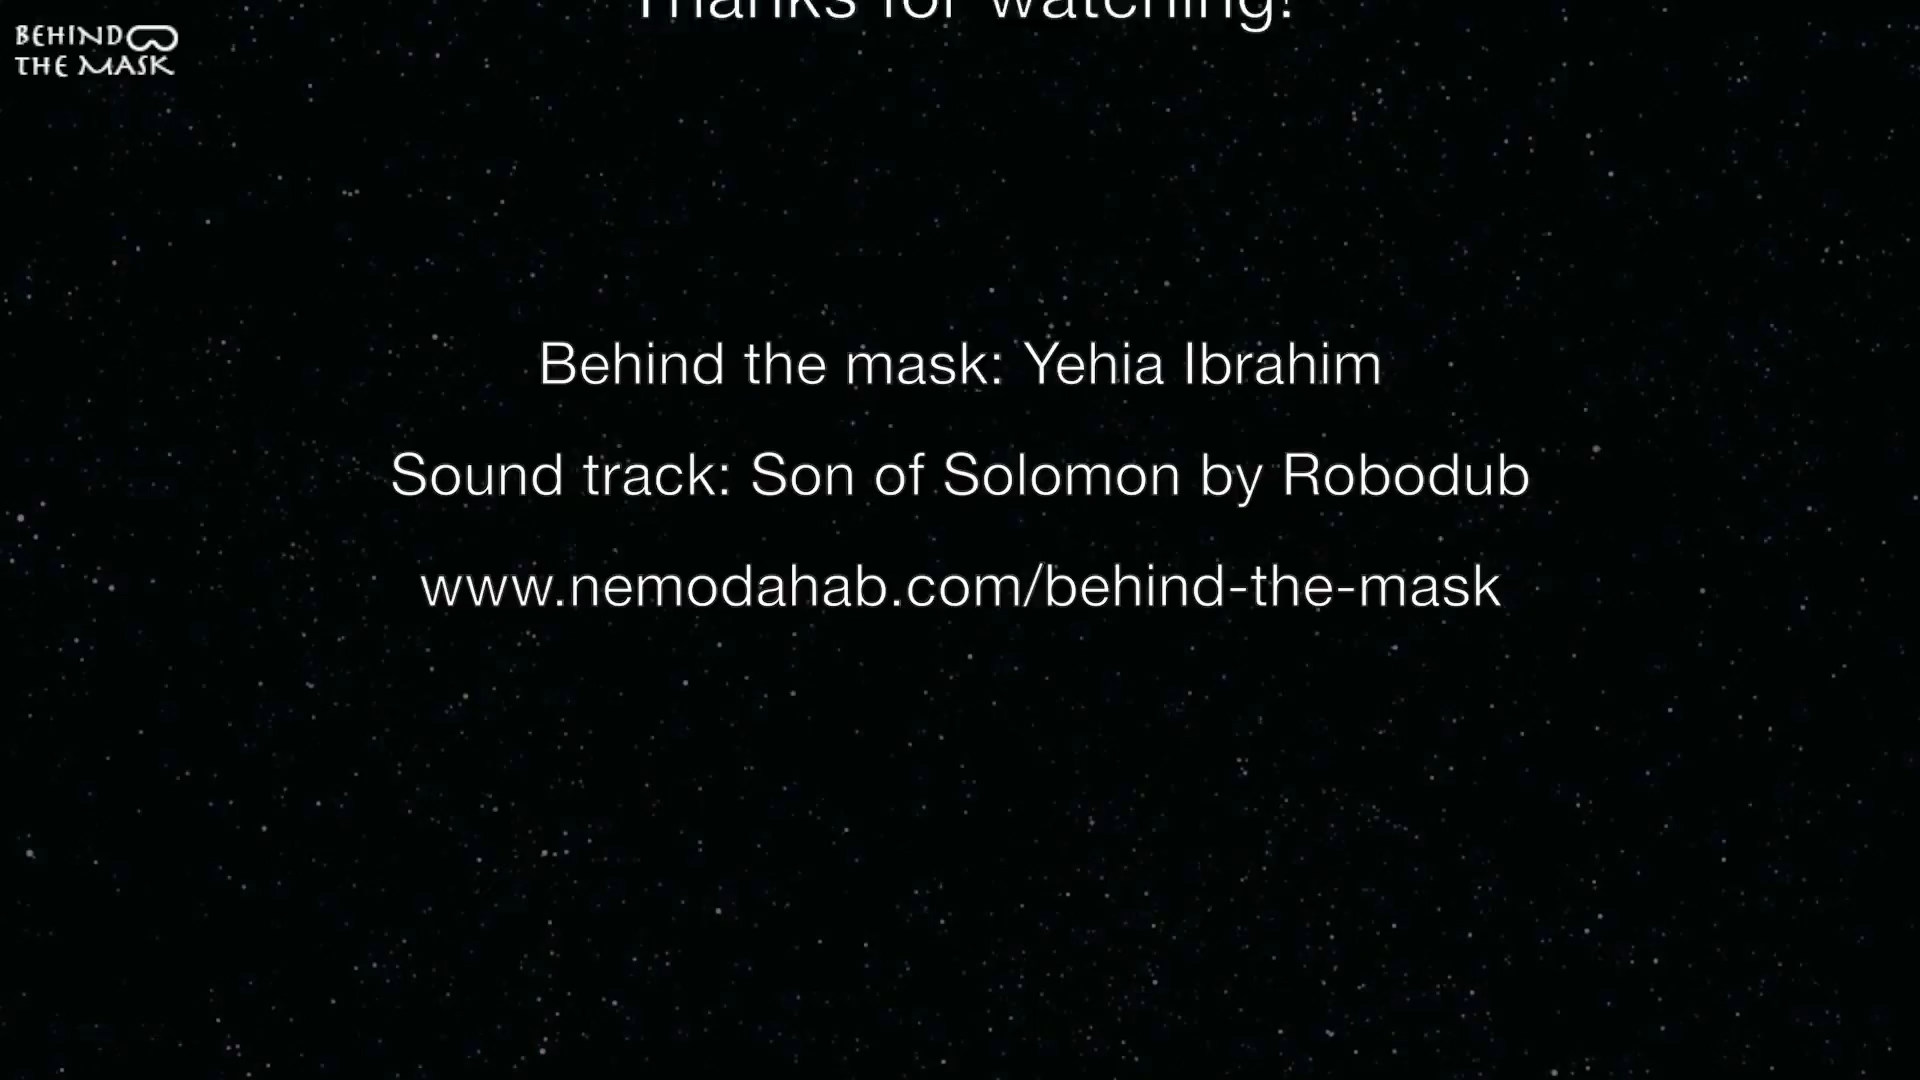 Thanks for watching!
BEHIND
THE MASK
Behind the mask: Yehia Ibrahim
Sound track: Son of Solomon by Robodub
www.nemodahab.com/behind-the-mask